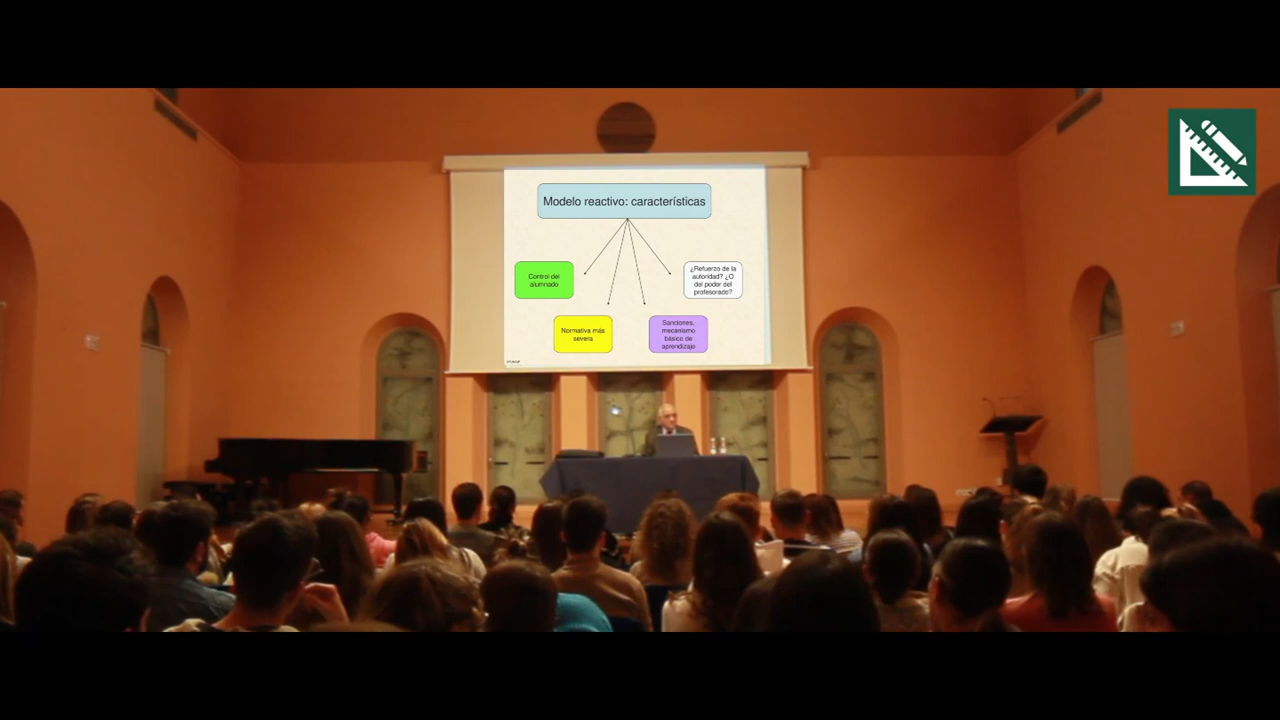 Modelo reactivo: características
Control del
alumnado
¿Refuerzo de la
autoridad? ¿O
del poder del
profesorado?
Normativa más
severa
Sanciones,
mecanismo
básico de
aprendizaje